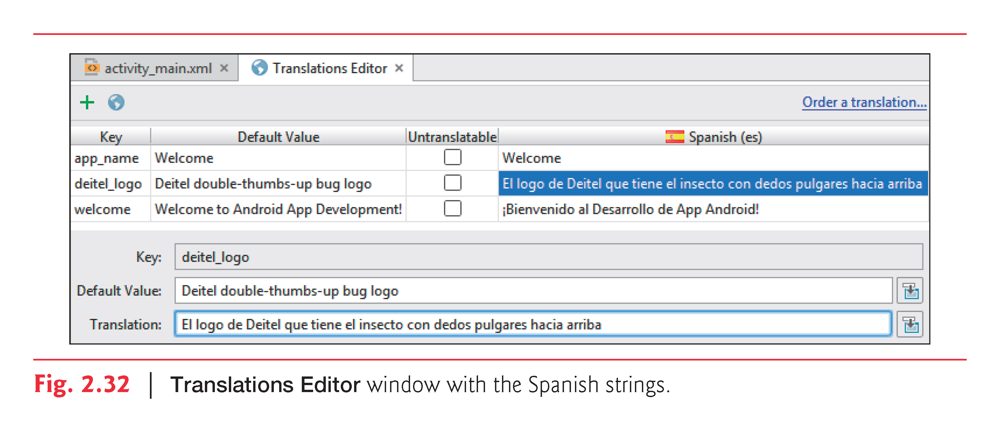 activity_main.xml Translations Editor
Order a translation...
Key Default Value Untranslatable Spanish (es)
app_name Welcome Welcome
deitel_logo Deitel double-thumbs-up bug logo El logo de Deitel que tiene el insecto con dedos pulgares hacia arriba
welcome Welcome to Android App Development! ¡Bienvenido al Desarrollo de App Android!
Key: deitel_logo
Default Value: Deitel double-thumbs-up bug logo
Translation: El logo de Deitel que tiene el insecto con dedos pulgares hacia arriba
Fig. 2.32 | Translations Editor window with the Spanish strings.